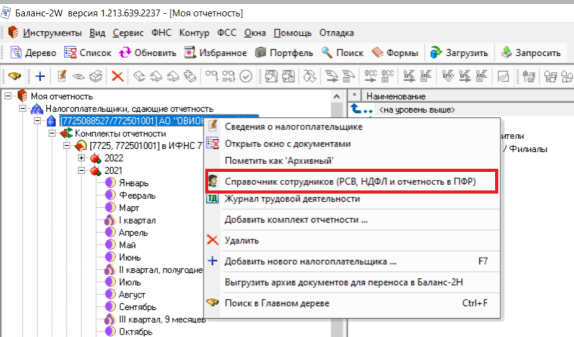 Баланс-2W версия 1.213.639.2237 - [Моя отчетность]
Инструменты Вид Сервис ФНС Контур ФСС Окна Помощь Отладка
Дерево Список Обновить Избранное Портфель Поиск Формы Загрузить Запросить
Моя отчетность
Налогоплательщики, сдающие отчетность
[7725088527/772501001] АО "ОВИО
Комплекты отчетности
[7725, 772501001] в ИФНС 7
2022
2021
Январь
Февраль
Март
I квартал
Апрель
Май
Июнь
II квартал, полугодие
Июль
Август
Сентябрь
III квартал, 9 месяцев
Октябрь
Наименование
<на уровень выше>
ители
/ Филиалы
Сведения о налогоплательщике
Открыть окно с документами
Пометить как 'Архивный'
Справочник сотрудников (РСВ, НДФЛ и отчетность в ПФР)
ТД Журнал трудовой деятельности
Добавить комплект отчетности ...
Удалить
Добавить нового налогоплательщика ... F7
Выгрузить архив документов для переноса в Баланс-2Н
Поиск в Главном дереве Ctrl+F